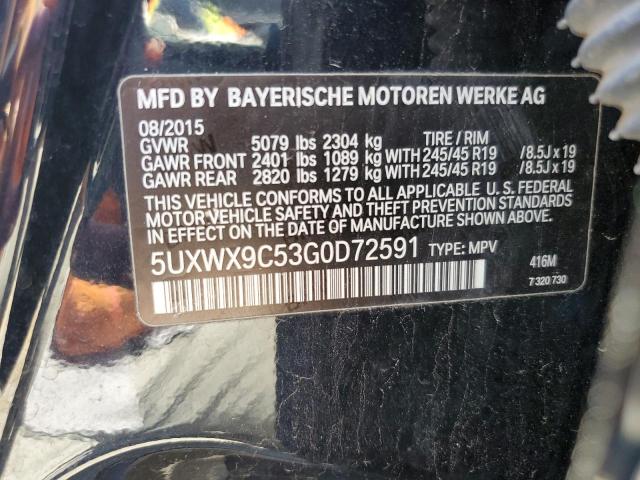 MFD BY BAYERISCHE MOTOREN WERKE AG
08/2015
GVWR 5079 lbs 2304 kg TIRE / RIM
GAWR FRONT 2401 lbs 1089 kg WITH 245/45 R19 /8.5J x 19
GAWR REAR 2820 lbs 1279 kg WITH 245/45 R19 /8.5J x 19
THIS VEHICLE CONFORMS TO ALL APPLICABLE U. S. FEDERAL
MOTOR VEHICLE SAFETY AND THEFT PREVENTION STANDARDS
IN EFFECT ON THE DATE OF MANUFACTURE SHOWN ABOVE.
5UXWX9C53G0D72591 TYPE: MPV
416M
7 320 730